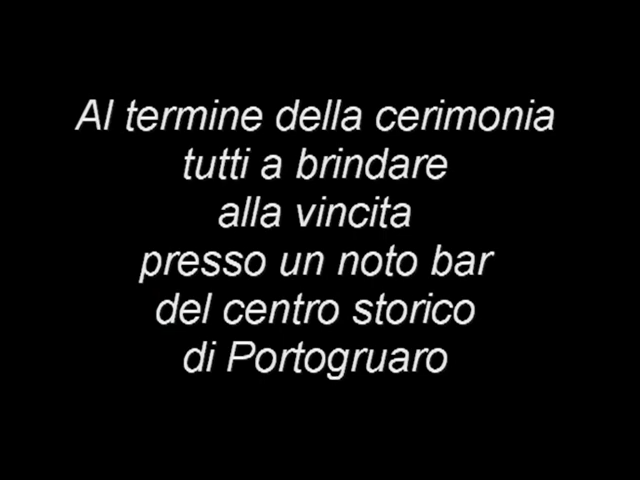 Al termine della cerimonia
tutti a brindare
alla vincita
presso un noto bar
del centro storico
di Portogruaro